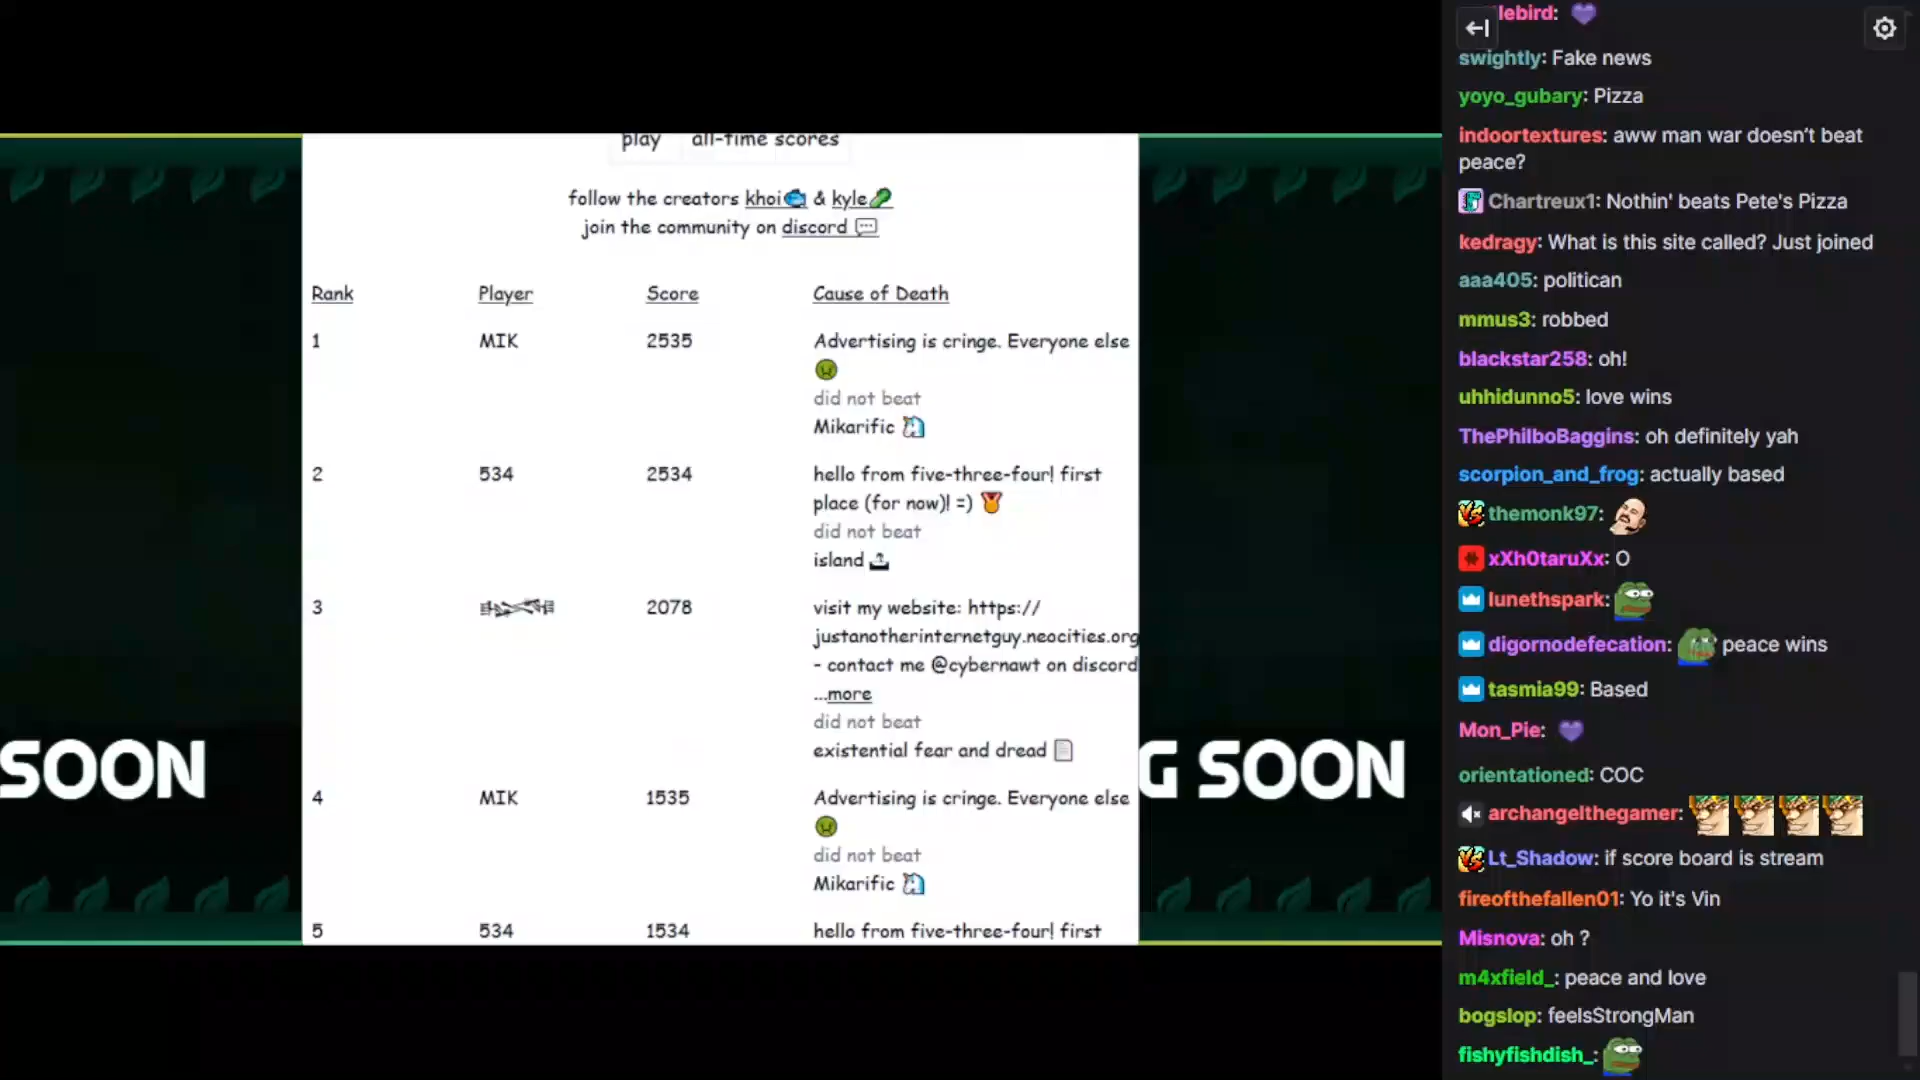 play all-time scores
follow the creators khoi & kyle
join the community on discord
Rank Player Score Cause of Death
1 MIK 2535 Advertising is cringe. Everyone else
did not beat
Mikarific
2 534 2534 hello from five-three-four! first
place (for now)! =)
did not beat
island
3 2078 visit my website: https://
justanotherinternetguy.neocities.org
- contact me @cybernawt on discord
...more
did not beat
existential fear and dread
4 MIK 1535 Advertising is cringe. Everyone else
did not beat
Mikarific
5 534 1534 hello from five-three-four! first
SOON
G SOON
lebird:
swightly: Fake news
yoyo_gubary: Pizza
indoortextures: aww man war doesn't beat
peace?
Chartreux1: Nothin' beats Pete's Pizza
kedragy: What is this site called? Just joined
aaa405: politican
mmus3: robbed
blackstar258: oh!
uhhidunno5: love wins
ThePhilboBaggins: oh definitely yah
scorpion_and_frog: actually based
themonk97:
xXh0taruXx: O
lunethspark:
digornodefecation: peace wins
tasmia99: Based
Mon_Pie:
orientationed: COC
archangelthegamer:
Lt_Shadow: if score board is stream
fireofthefallen01: Yo it's Vin
Misnova: oh ?
m4xfield_: peace and love
bogslop: feelsStrongMan
fishyfishdish_: